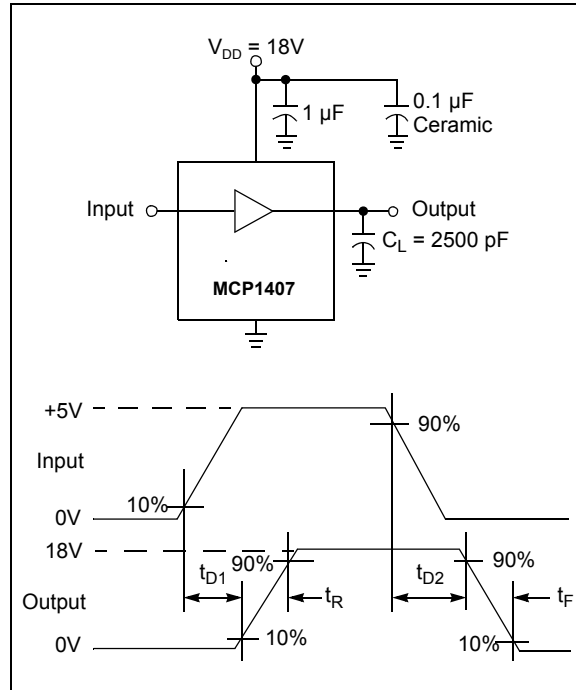 V_DD = 18V
1 µF
0.1 µF
Ceramic
Input
Output
C_L = 2500 pF
MCP1407
+5V
90%
Input
10%
0V
18V
t_D1
90%
t_R
t_D2
90%
t_F
Output
10%
10%
0V